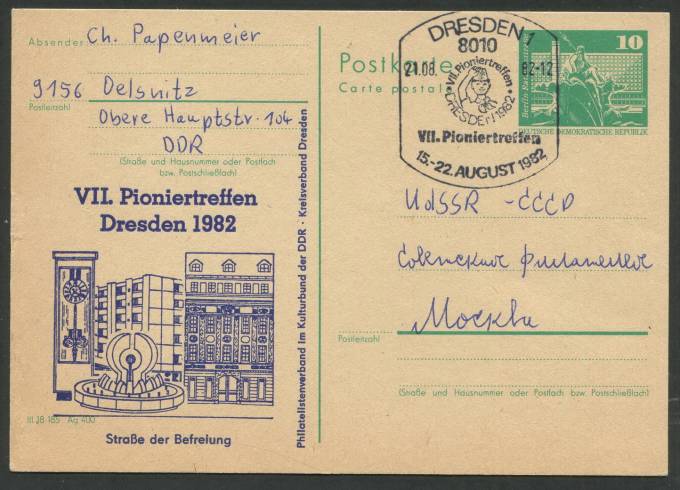 Absender
Ch. Papenmeier
9156 Oelsnitz
Postleitzahl
Obere Hauptstr. 104
DDR
(Straße und Hausnummer oder Postfach
bzw. Postschließfach)
VII. Pioniertreffen
Dresden 1982
III 28 185 Ag 400
Straße der Befreiung
Philatelistenverband im Kulturbund der DDR · Kreisverband Dresden
Postkarte
Carte postale
DRESDEN 1
8010
21.08. 82-12
VII. Pioniertreffen
DRESDEN 1982
VII. Pioniertreffen
15.-22. AUGUST 1982
10
DEUTSCHE DEMOKRATISCHE REPUBLIK
UdSSR - CCCP
Москва
Postleitzahl
(Straße und Hausnummer oder Postfach bzw. Postschließfach)